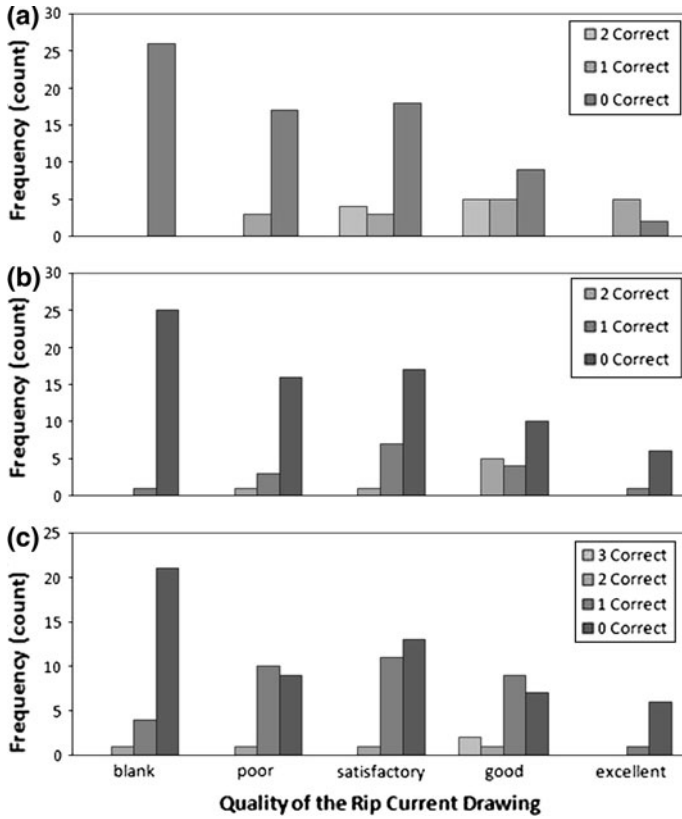 (a)
30
25
20
15
10
5
0
Frequency (count)
2 Correct
1 Correct
0 Correct
(b)
30
25
20
15
10
5
0
Frequency (count)
2 Correct
1 Correct
0 Correct
(c)
25
20
15
10
5
0
Frequency (count)
3 Correct
2 Correct
1 Correct
0 Correct
blank poor satisfactory good excellent
Quality of the Rip Current Drawing